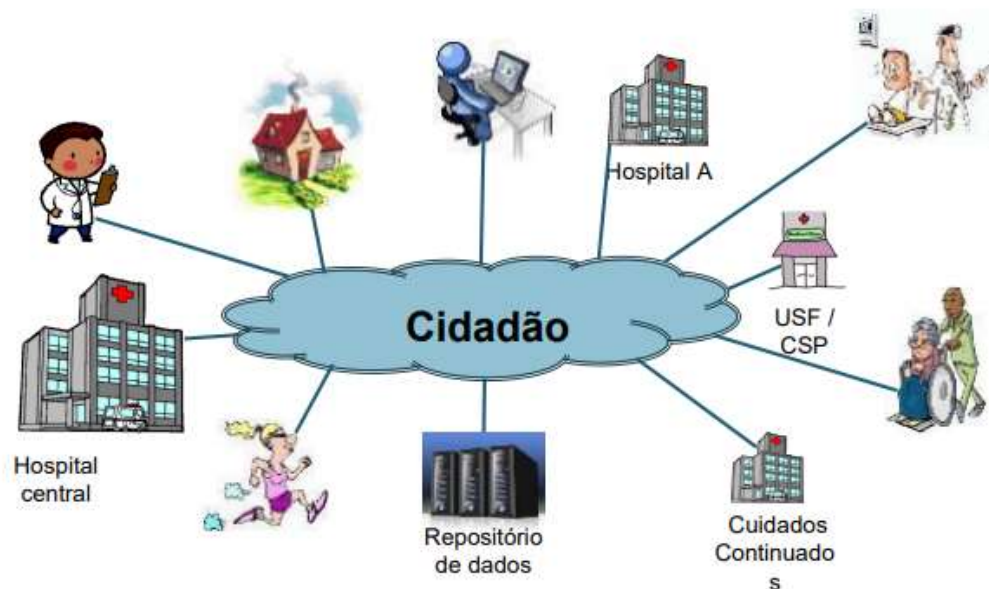 Hospital A
Cidadão
USF /
CSP
Hospital
central
Repositório
de dados
Cuidados
Continuado
s